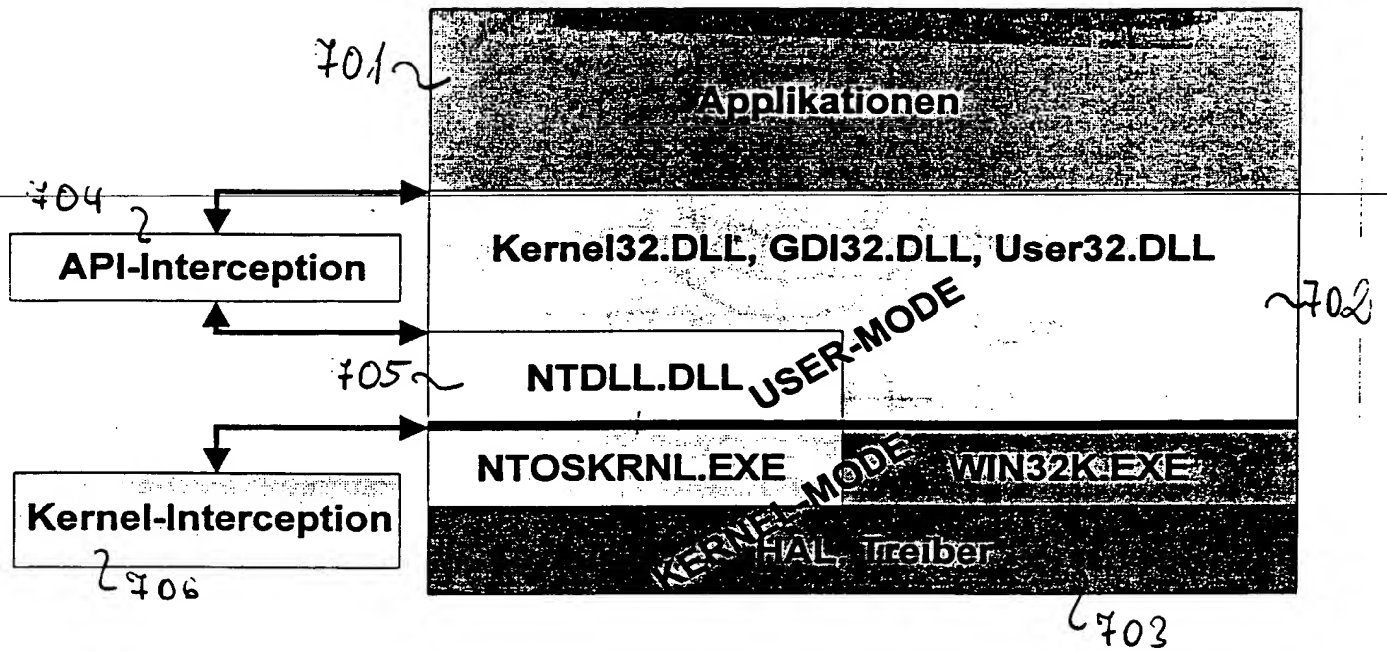 701
Applikationen
704
API-Interception
Kernel32.DLL, GDI32.DLL, User32.DLL
702
705
NTDLL.DLL
USER-MODE
NTOSKRNL.EXE
WIN32K.EXE
KERNEL-MODE
Kernel-Interception
HAL Treiber
706
703